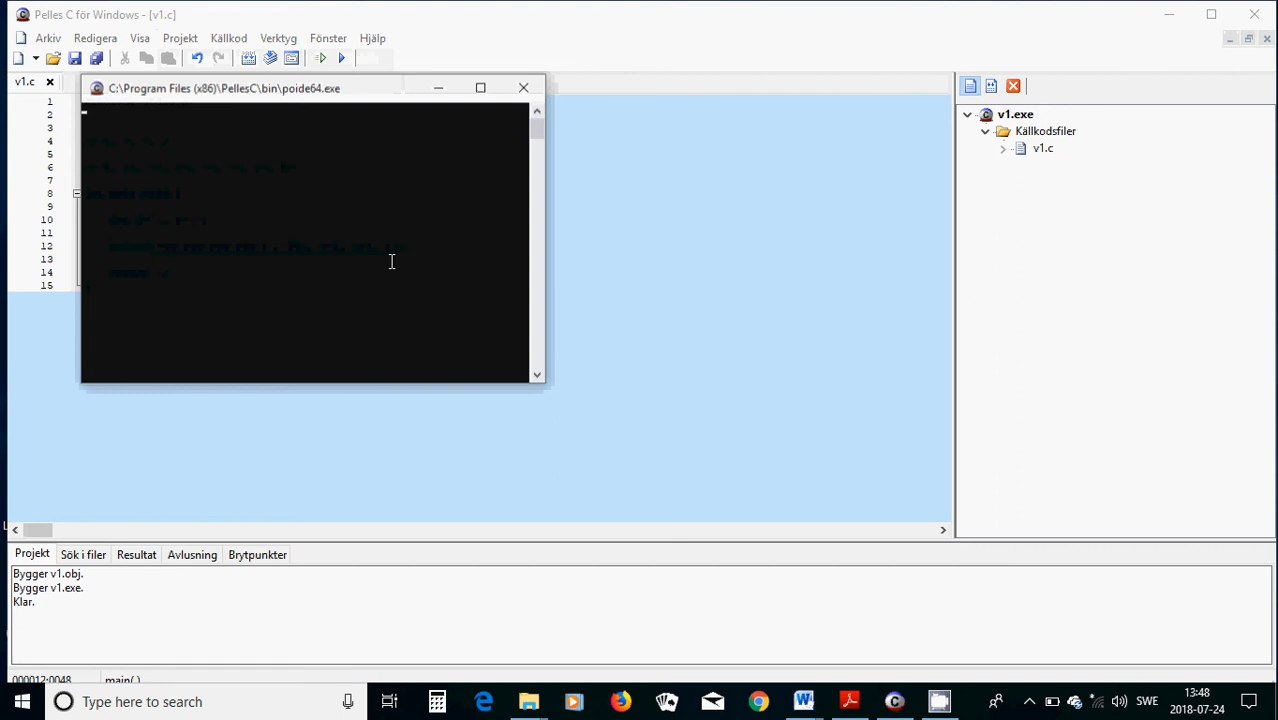 Pelles C för Windows - [v1.c]
Arkiv Redigera Visa Projekt Källkod Verktyg Fönster Hjälp
v1.c
C:\Program Files (x86)\PellesC\bin\poide64.exe
1
2
3
4
5
6
7
8
9
10
11
12
13
14
15
v1.exe
Källkodsfiler
v1.c
Projekt Sök i filer Resultat Avlusning Brytpunkter
Bygger v1.obj.
Bygger v1.exe.
Klar.
000012:0048 main( )
Type here to search
SWE
13:48
2018-07-24